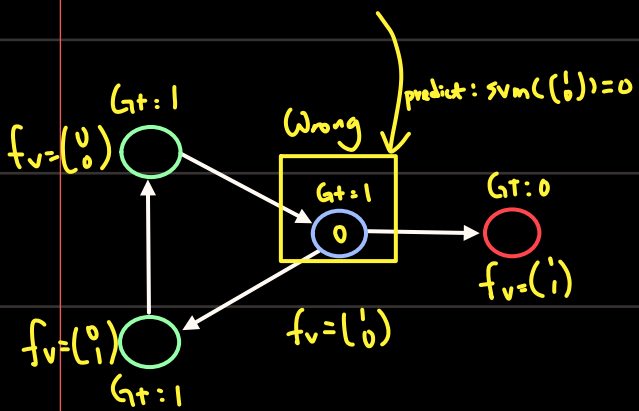 predict: svm((1 0))=0
Wrong
Gt:1
fv=(0 0)
Gt:1
0
GT:0
fv=(1 1)
fv=(1 0)
fv=(0 1)
Gt:1